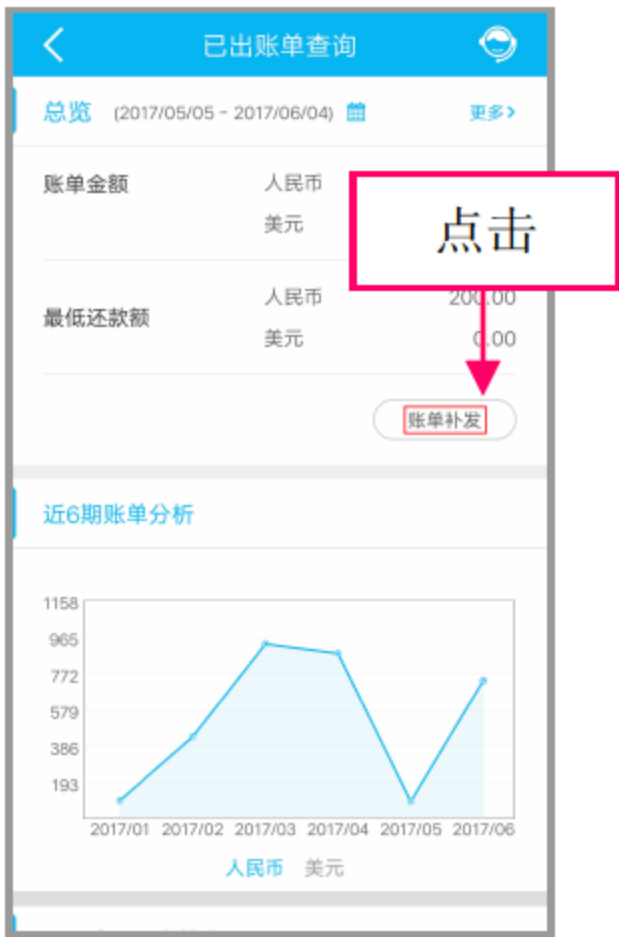 已出账单查询
总览 (2017/05/05 - 2017/06/04) 更多>
账单金额 人民币
美元
点击
最低还款额 人民币 200.00
美元 0.00
账单补发
近6期账单分析
1158
965
772
579
386
193
2017/01 2017/02 2017/03 2017/04 2017/05 2017/06
人民币 美元